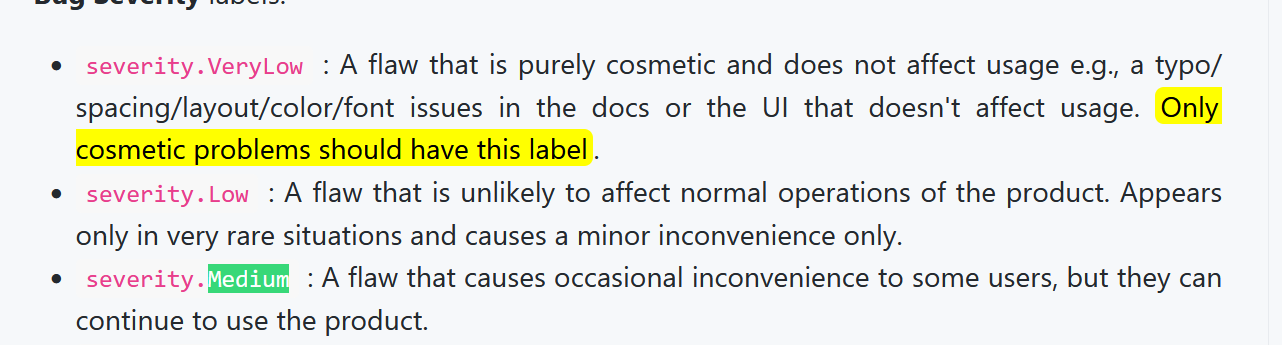 Bug Severity labels:
• severity.VeryLow : A flaw that is purely cosmetic and does not affect usage e.g., a typo/
spacing/layout/color/font issues in the docs or the UI that doesn't affect usage. Only
cosmetic problems should have this label.
• severity.Low : A flaw that is unlikely to affect normal operations of the product. Appears
only in very rare situations and causes a minor inconvenience only.
• severity.Medium : A flaw that causes occasional inconvenience to some users, but they can
continue to use the product.